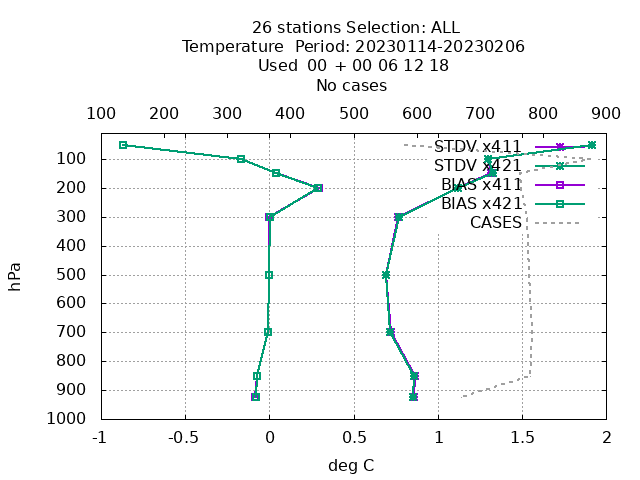 26 stations Selection: ALL
Temperature  Period: 20230114-20230206
Used  00 + 00 06 12 18
No cases
100 200 300 400 500 600 700 800 900
STDV x411
STDV x421
BIAS x411
BIAS x421
CASES
100
200
300
400
500
600
700
800
900
1000
hPa
-1 -0.5 0 0.5 1 1.5 2
deg C